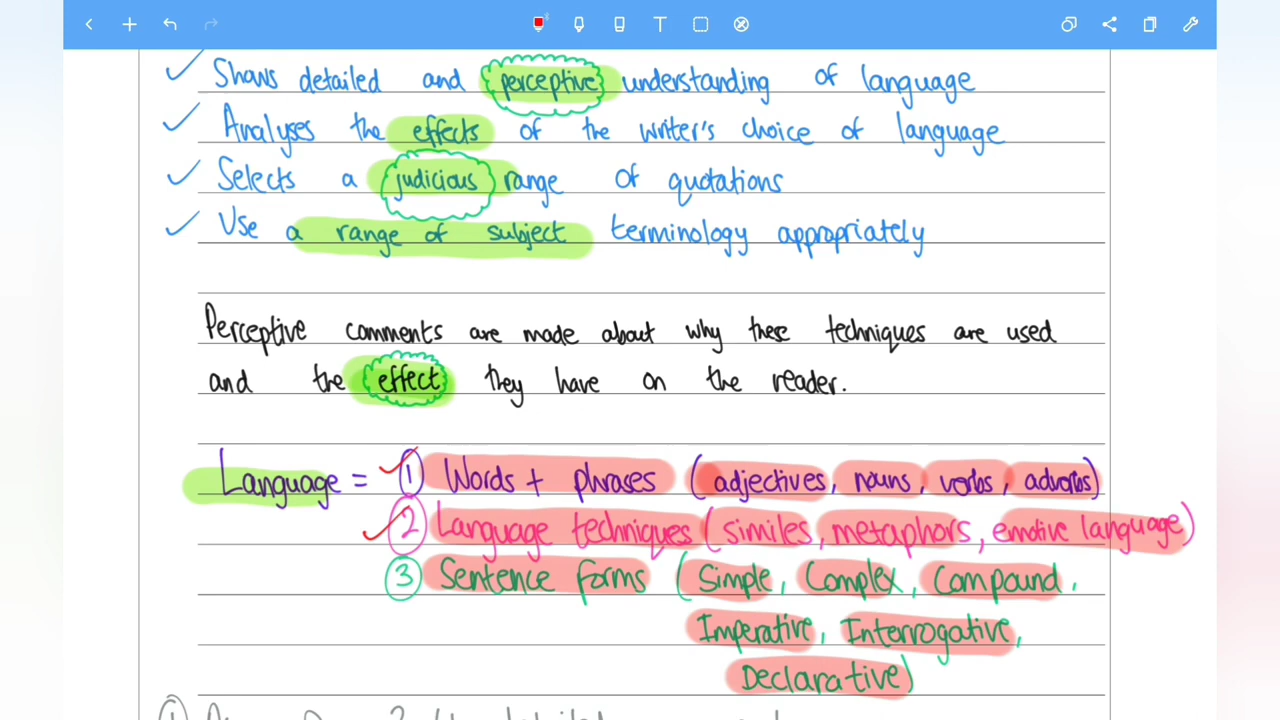 ✓ Shows detailed and perceptive understanding of language
✓ Analyses the effects of the writer's choice of language
✓ Selects a judicious range of quotations
✓ Use a range of subject terminology appropriately
Perceptive comments are made about why these techniques are used
and the effect they have on the reader.
Language = ✓ ① Words + phrases (adjectives, nouns, verbs, adverbs)
✓ ② Language techniques (similes, metaphors, emotive language)
③ Sentence forms (Simple, Complex, Compound,
Imperative, Interrogative,
Declarative)